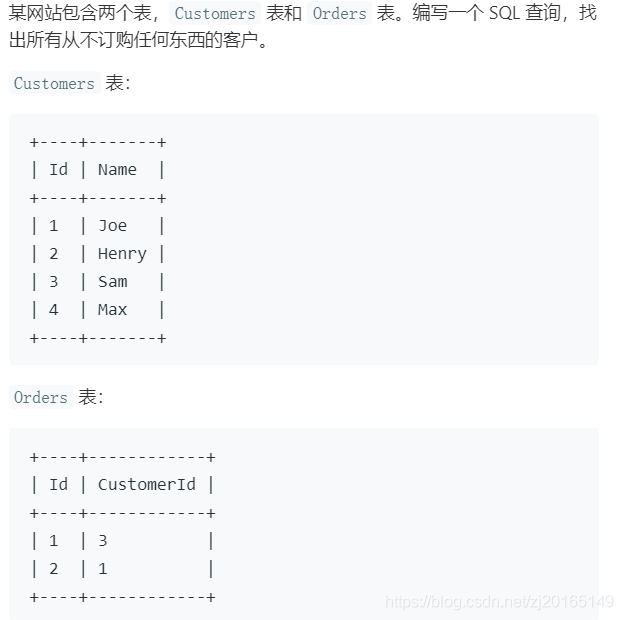 某网站包含两个表，Customers 表和 Orders 表。编写一个 SQL 查询，找
出所有从不订购任何东西的客户。
Customers 表：
+----+-------+
| Id | Name  |
+----+-------+
| 1  | Joe   |
| 2  | Henry |
| 3  | Sam   |
| 4  | Max   |
+----+-------+
Orders 表：
+----+------------+
| Id | CustomerId |
+----+------------+
| 1  | 3          |
| 2  | 1          |
+----+------------+
https://blog.csdn.net/zj20165149